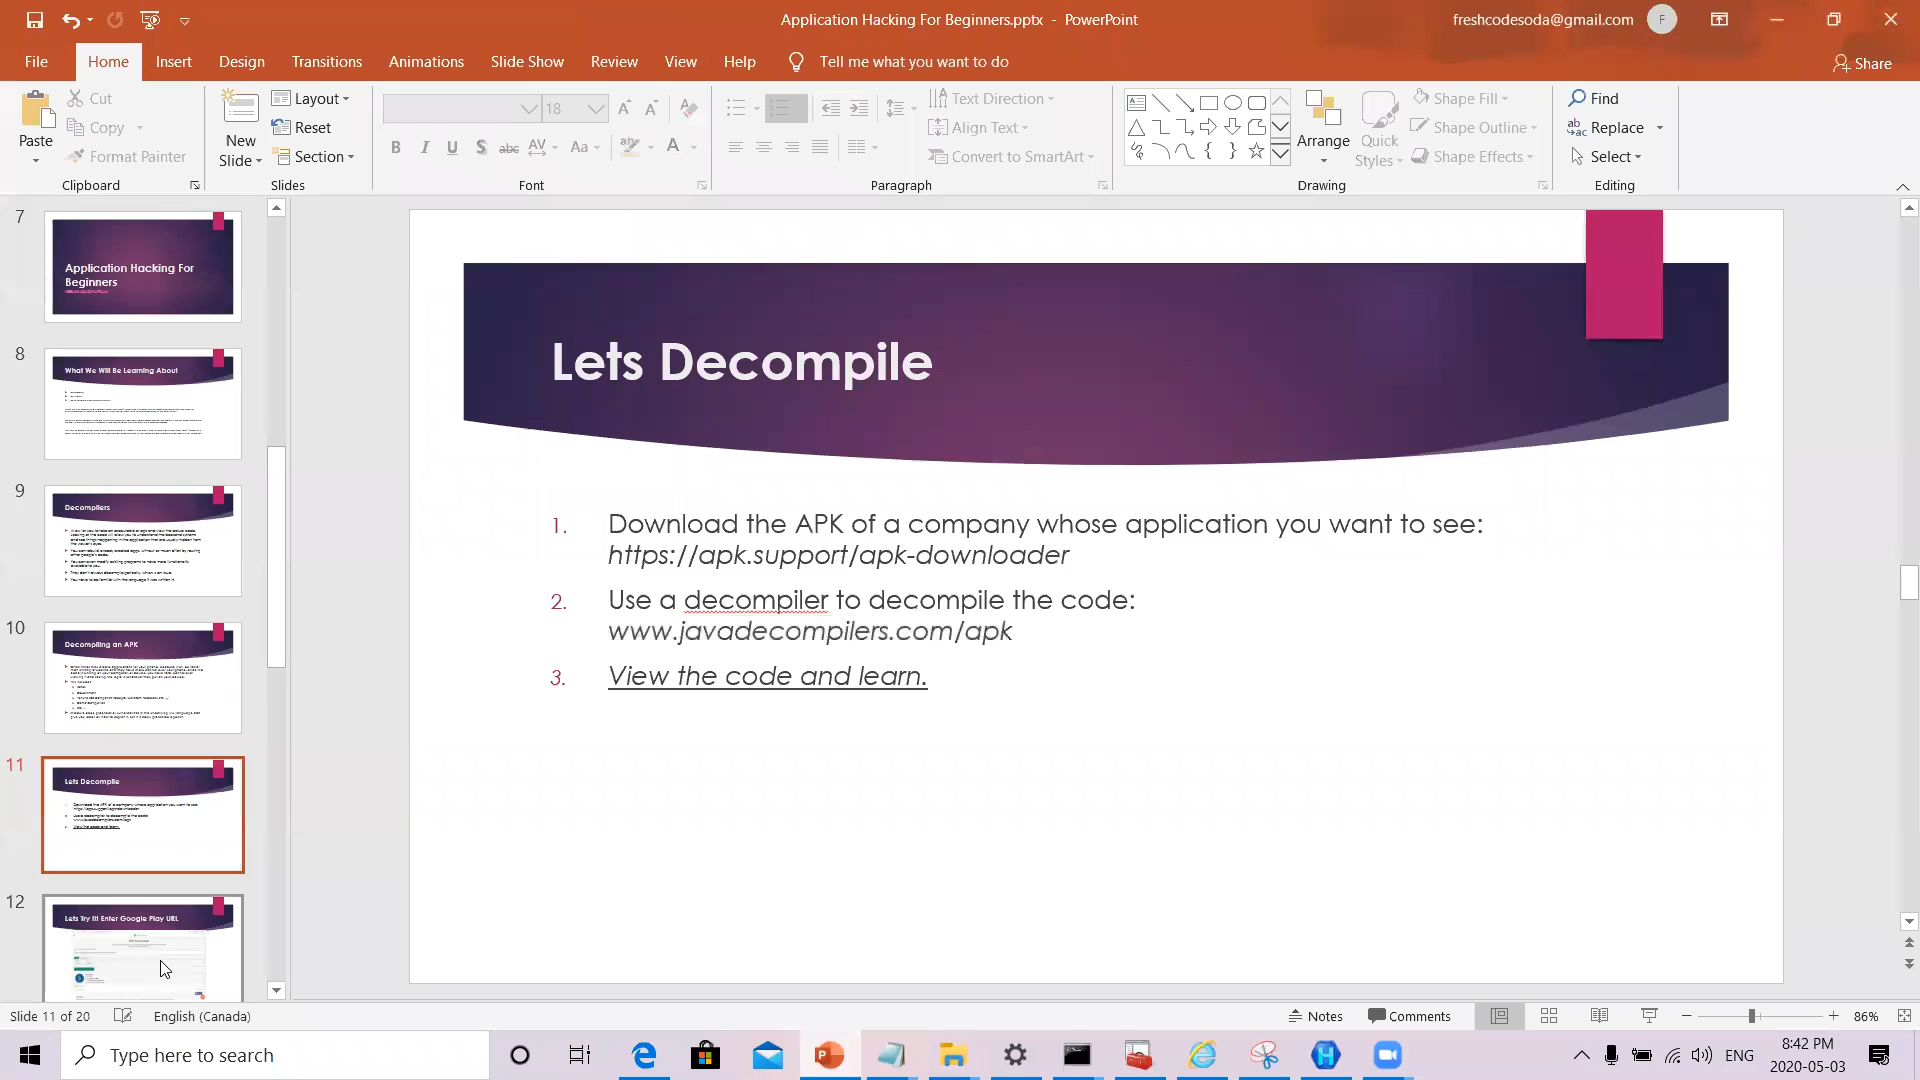 Application Hacking For Beginners.pptx - PowerPoint
freshcodesoda@gmail.com
F
File
Home
Insert
Design
Transitions
Animations
Slide Show
Review
View
Help
Tell me what you want to do
Share
Paste
Cut
Copy
Format Painter
Clipboard
New
Slide
Layout
Reset
Section
Slides
18
Font
Text Direction
Align Text
Convert to SmartArt
Paragraph
Arrange
Quick
Styles
Shape Fill
Shape Outline
Shape Effects
Drawing
Find
Replace
Select
Editing
7
Application Hacking For
Beginners
8
What We Will Be Learning About
9
Decompilers
10
Decompiling an APK
11
Lets Decompile
12
Lets Try It! Enter Google Play URL
Lets Decompile
1. Download the APK of a company whose application you want to see:
https://apk.support/apk-downloader
2. Use a decompiler to decompile the code:
www.javadecompilers.com/apk
3. View the code and learn.
Slide 11 of 20
English (Canada)
Notes
Comments
86%
Type here to search
ENG
8:42 PM
2020-05-03